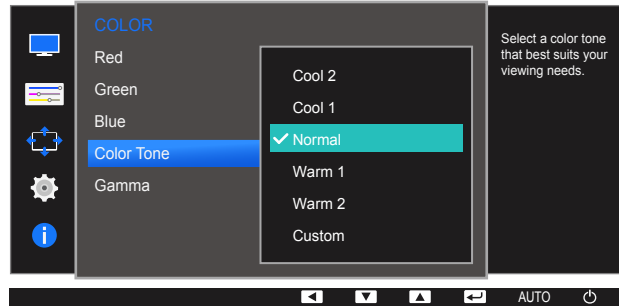 COLOR
Red
Green
Blue
Color Tone
Gamma
Cool 2
Cool 1
Normal
Warm 1
Warm 2
Custom
Select a color tone
that best suits your
viewing needs.
AUTO